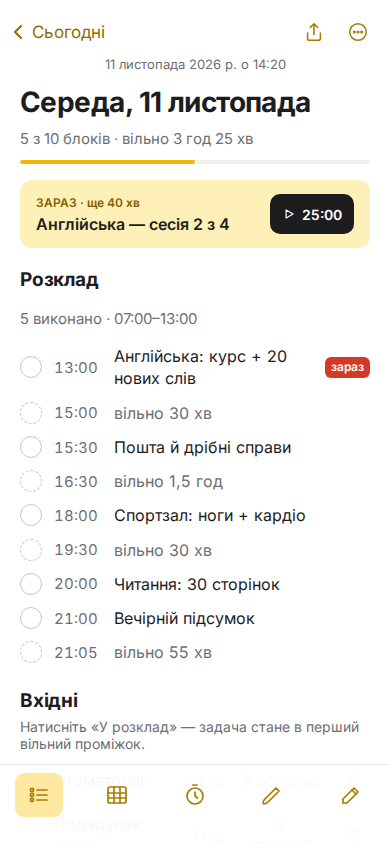 Сьогодні
11 листопада 2026 р. о 14:20
Середа, 11 листопада
5 з 10 блоків · вільно 3 год 25 хв
ЗАРАЗ · ще 40 хв
Англійська — сесія 2 з 4
25:00
Розклад
5 виконано · 07:00–13:00
13:00 Англійська: курс + 20
нових слів
зараз
15:00 вільно 30 хв
15:30 Пошта й дрібні справи
16:30 вільно 1,5 год
18:00 Спортзал: ноги + кардіо
19:30 вільно 30 хв
20:00 Читання: 30 сторінок
21:00 Вечірній підсумок
21:05 вільно 55 хв
Вхідні
Натисніть «У розклад» — задача стане в перший
вільний проміжок.
Стоматолог У розклад
Подарунок У